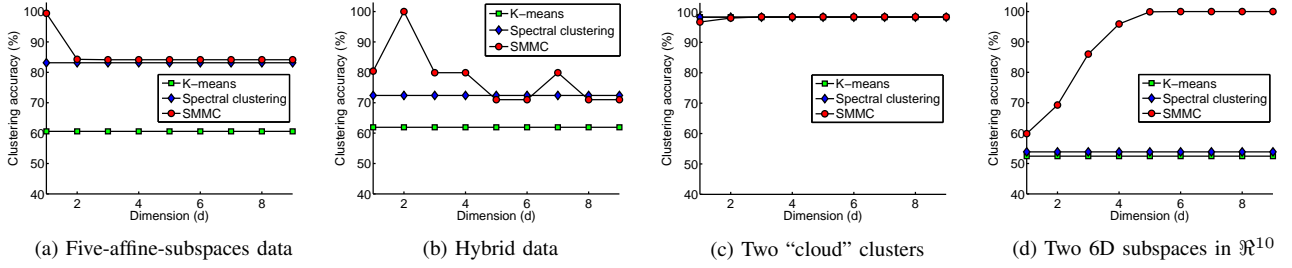 100
90
80
70
60
50
40
2 4 6 8
Clustering accuracy (%)
Dimension (d)
K−means
Spectral clustering
SMMC
(a) Five-affine-subspaces data
100
90
80
70
60
50
40
2 4 6 8
Clustering accuracy (%)
Dimension (d)
K−means
Spectral clustering
SMMC
(b) Hybrid data
100
90
80
70
60
50
40
2 4 6 8
Clustering accuracy (%)
Dimension (d)
K−means
Spectral clustering
SMMC
(c) Two “cloud” clusters
100
90
80
70
60
50
40
2 4 6 8
Clustering accuracy (%)
Dimension (d)
K−means
Spectral clustering
SMMC
(d) Two 6D subspaces in ℜ10